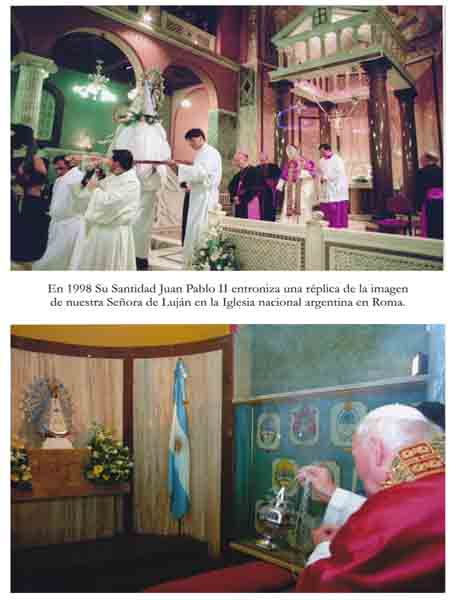 En 1998 Su Santidad Juan Pablo II entroniza una réplica de la imagen
de nuestra Señora de Luján en la Iglesia nacional argentina en Roma.